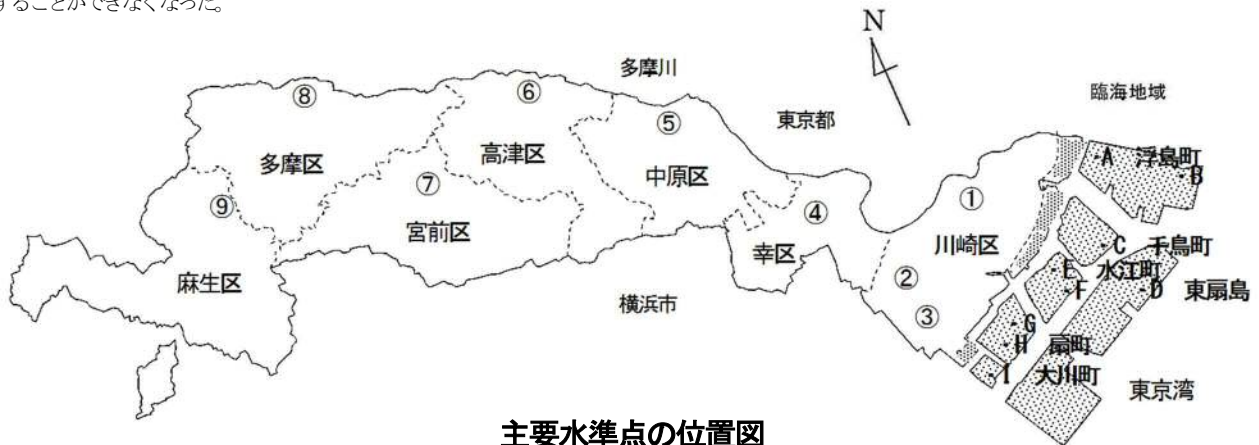 することができなくなった。
N
多摩川
臨海地域
東京都
⑧
⑥
⑤
A 浮島町
B
高津区
多摩区
中原区
⑦
①
⑨
④
宮前区
川崎区
C 千鳥町
幸区
E 水江町
麻生区
②
F
D 東扇島
横浜市
③
G
H 扇町
I 大川町
東京湾
主要水準点の位置図